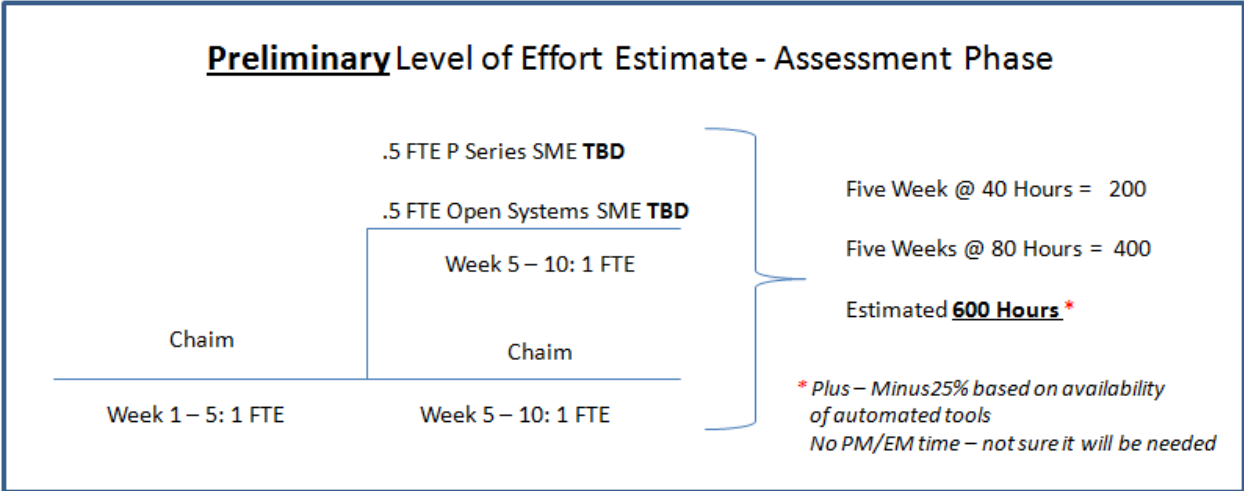 Preliminary Level of Effort Estimate - Assessment Phase
.5 FTE P Series SME TBD
.5 FTE Open Systems SME TBD
Week 5 – 10: 1 FTE
Chaim
Chaim
Week 1 – 5: 1 FTE
Week 5 – 10: 1 FTE
Five Week @ 40 Hours = 200
Five Weeks @ 80 Hours = 400
Estimated 600 Hours *
* Plus – Minus25% based on availability
of automated tools
No PM/EM time – not sure it will be needed